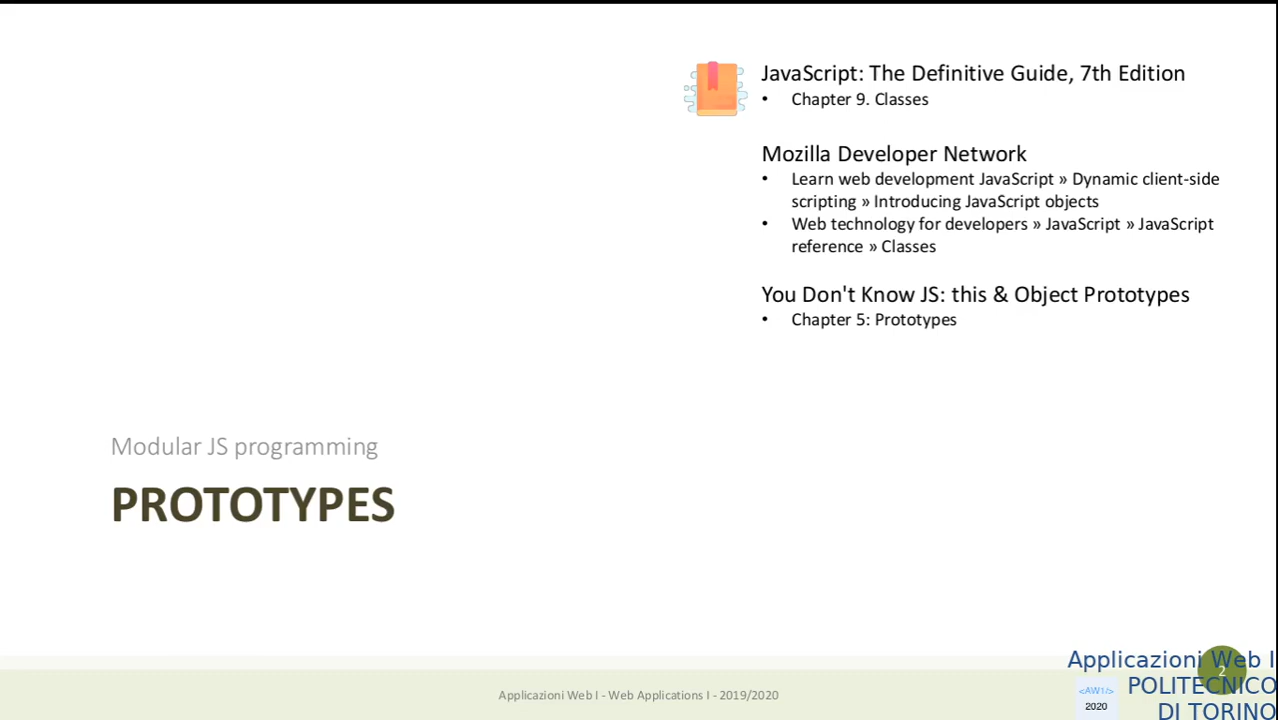 JavaScript: The Definitive Guide, 7th Edition
• Chapter 9. Classes
Mozilla Developer Network
• Learn web development JavaScript » Dynamic client-side
scripting » Introducing JavaScript objects
• Web technology for developers » JavaScript » JavaScript
reference » Classes
You Don't Know JS: this & Object Prototypes
• Chapter 5: Prototypes
Modular JS programming
PROTOTYPES
Applicazioni Web I - Web Applications I - 2019/2020
2
Applicazioni Web I
POLITECNICO
DI TORINO
<AW1/>
2020